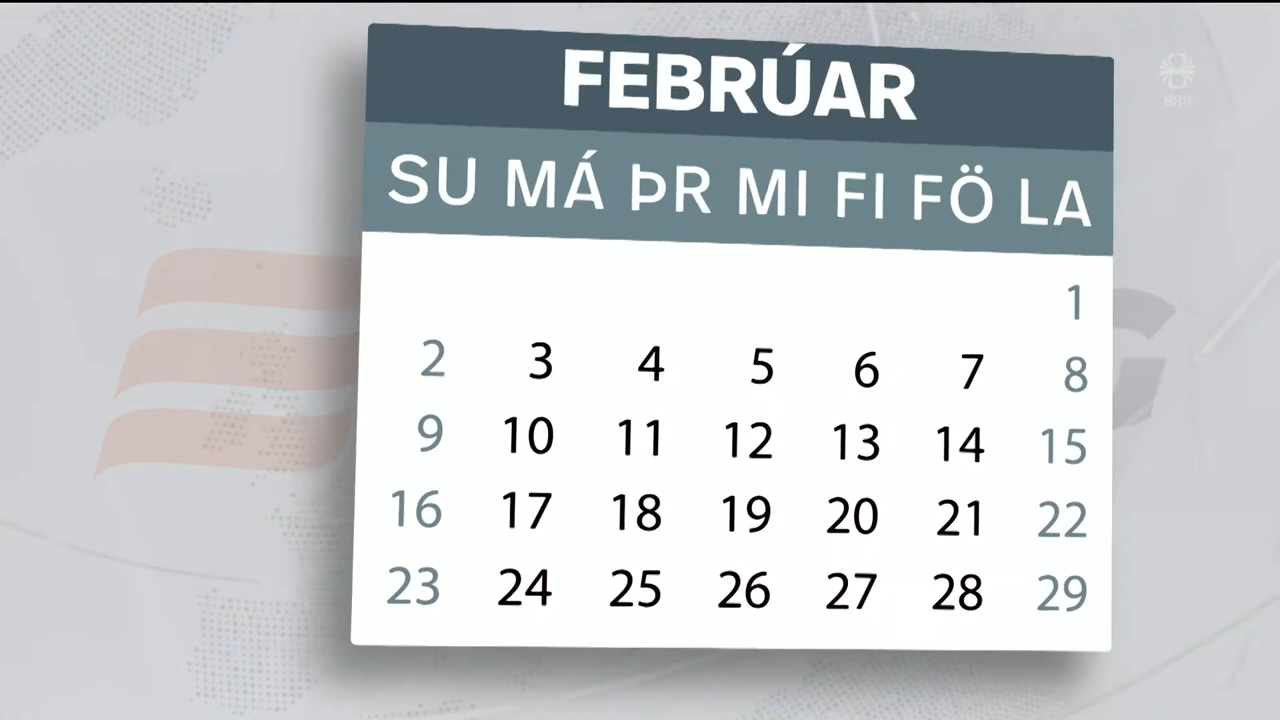 FEBRÚAR
888
SU MÁ ÞR MI FI FÖ LA
1
2 3 4 5 6 7 8
9 10 11 12 13 14 15
16 17 18 19 20 21 22
23 24 25 26 27 28 29